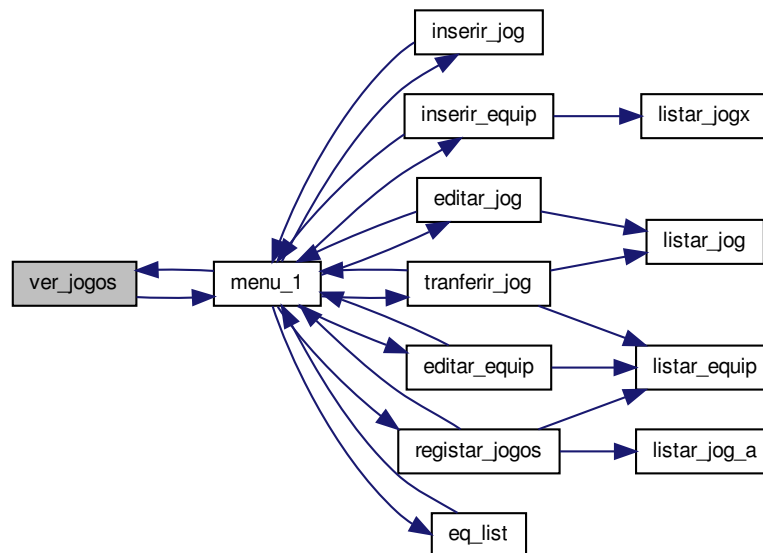 inserir_jog
inserir_equip
listar_jogx
editar_jog
listar_jog
ver_jogos
menu_1
tranferir_jog
editar_equip
listar_equip
registar_jogos
listar_jog_a
eq_list